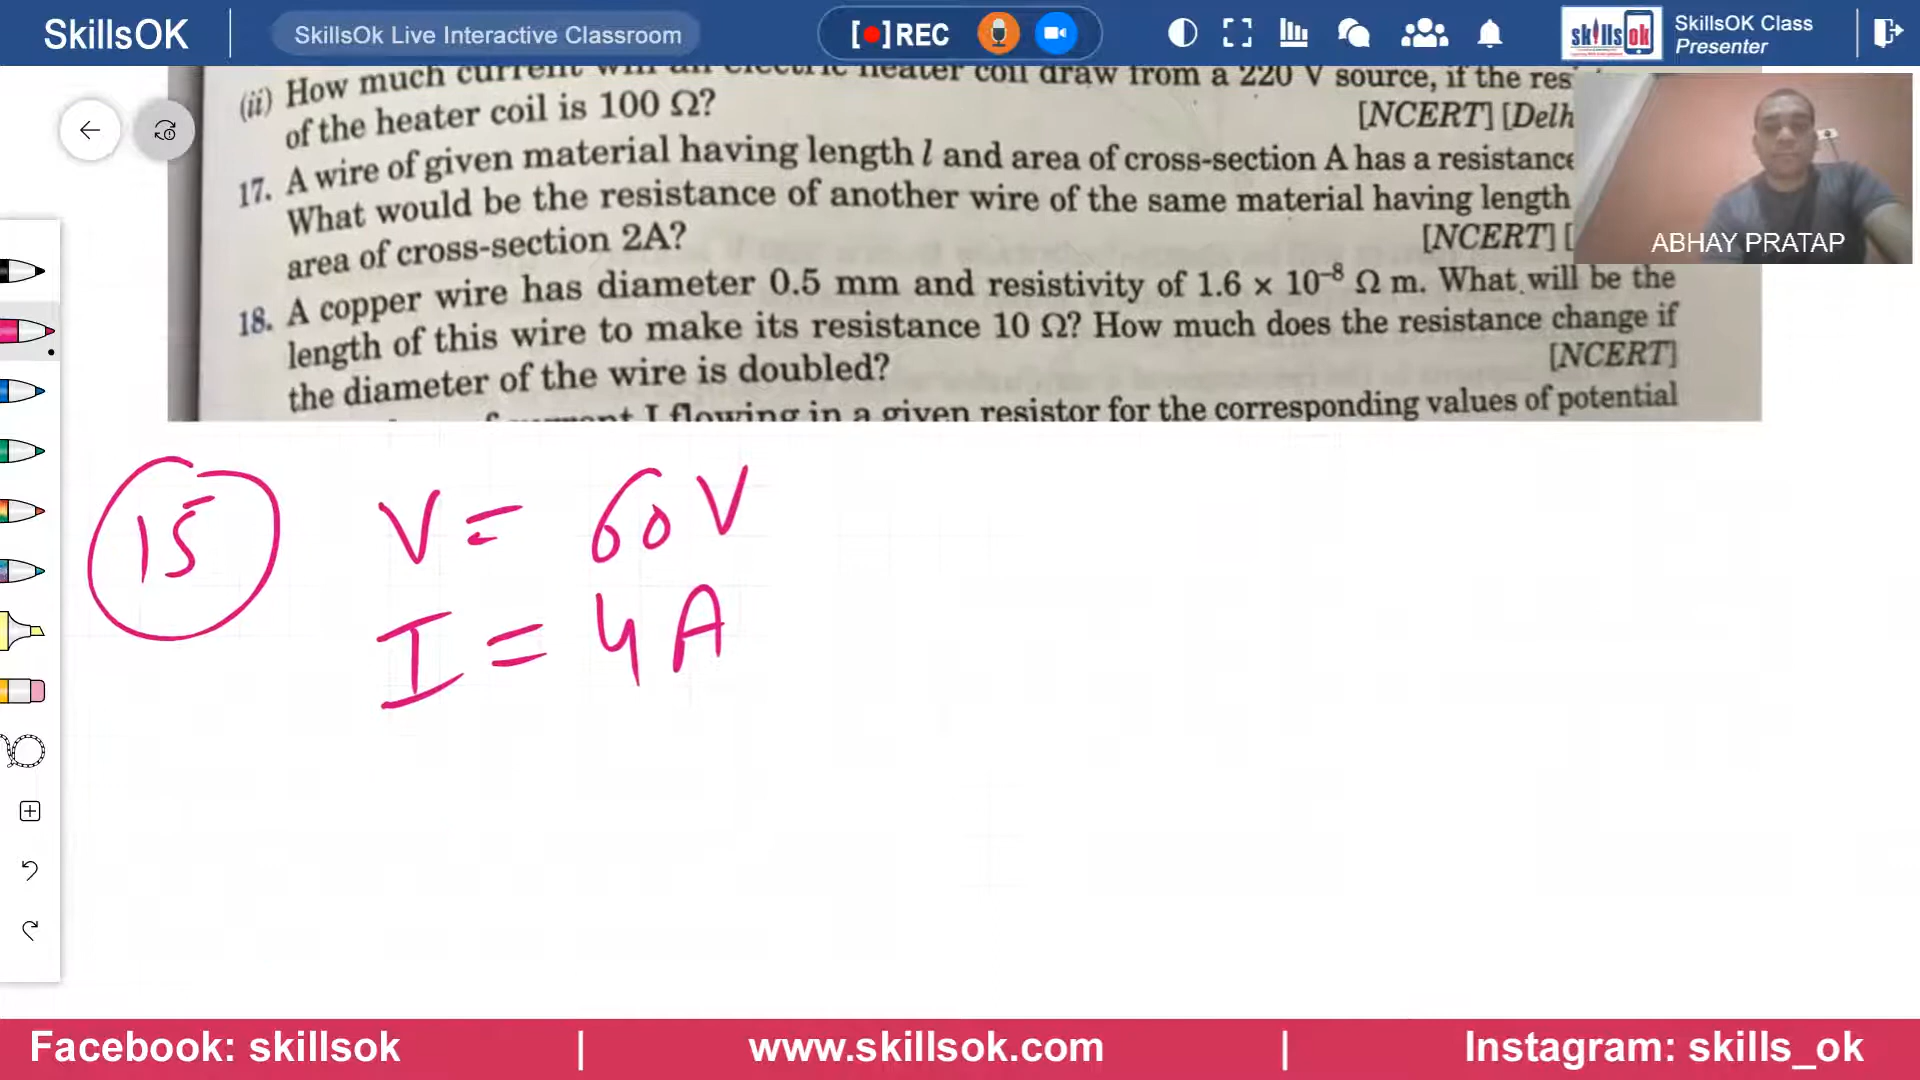 SkillsOK
SkillsOk Live Interactive Classroom
[●] REC
skills ok
SkillsOK Class
Presenter
(ii) How much current will an electric heater coil draw from a 220 V source, if the res
of the heater coil is 100 Ω?
[NCERT] [Delh
17. A wire of given material having length l and area of cross-section A has a resistance
What would be the resistance of another wire of the same material having length
area of cross-section 2A?
[NCERT] [
ABHAY PRATAP
18. A copper wire has diameter 0.5 mm and resistivity of 1.6 × 10⁻⁸ Ω m. What will be the
length of this wire to make its resistance 10 Ω? How much does the resistance change if
the diameter of the wire is doubled?
[NCERT]
I flowing in a given resistor for the corresponding values of potential
15
V = 60 V
I = 4 A
Facebook: skillsok | www.skillsok.com | Instagram: skills_ok